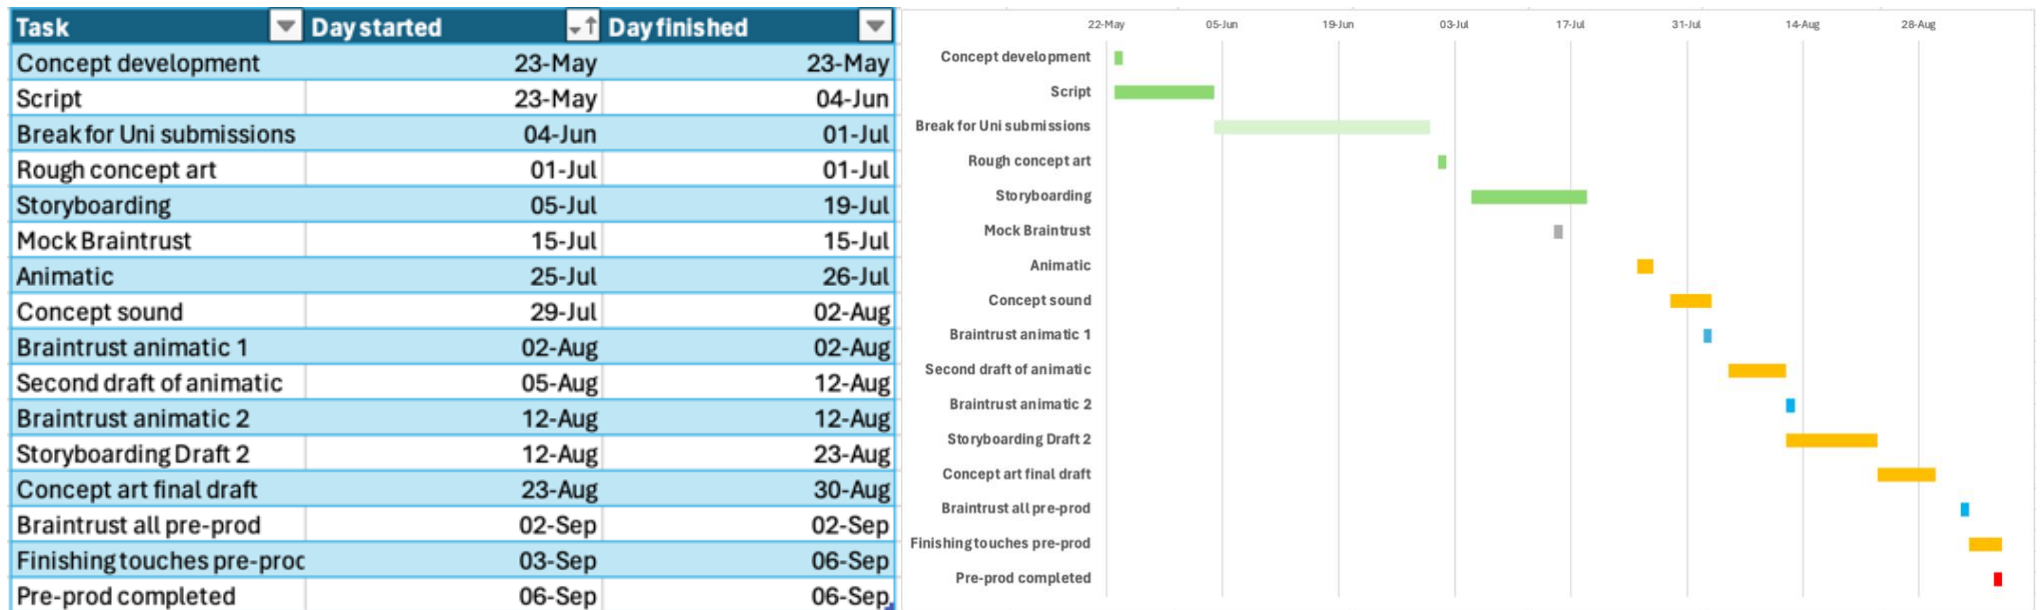 Task Day started Day finished
Concept development 23-May 23-May
Script 23-May 04-Jun
Break for Uni submissions 04-Jun 01-Jul
Rough concept art 01-Jul 01-Jul
Storyboarding 05-Jul 19-Jul
Mock Braintrust 15-Jul 15-Jul
Animatic 25-Jul 26-Jul
Concept sound 29-Jul 02-Aug
Braintrust animatic 1 02-Aug 02-Aug
Second draft of animatic 05-Aug 12-Aug
Braintrust animatic 2 12-Aug 12-Aug
Storyboarding Draft 2 12-Aug 23-Aug
Concept art final draft 23-Aug 30-Aug
Braintrust all pre-prod 02-Sep 02-Sep
Finishing touches pre-proc 03-Sep 06-Sep
Pre-prod completed 06-Sep 06-Sep
22-May 05-Jun 19-Jun 03-Jul 17-Jul 31-Jul 14-Aug 28-Aug
Concept development
Script
Break for Uni submissions
Rough concept art
Storyboarding
Mock Braintrust
Animatic
Concept sound
Braintrust animatic 1
Second draft of animatic
Braintrust animatic 2
Storyboarding Draft 2
Concept art final draft
Braintrust all pre-prod
Finishing touches pre-prod
Pre-prod completed